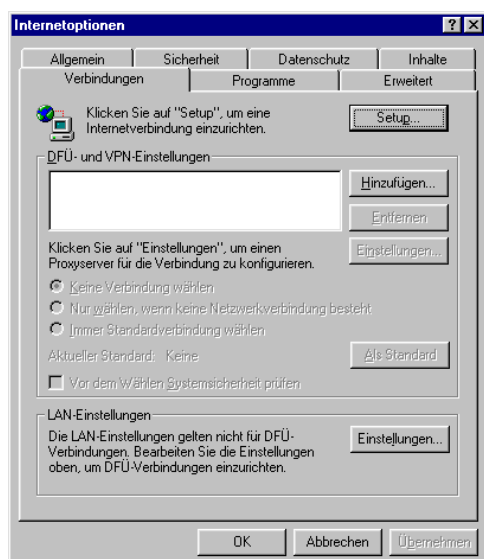 Internetoptionen
Allgemein Sicherheit Datenschutz Inhalte
Verbindungen Programme Erweitert
Klicken Sie auf "Setup", um eine
Internetverbindung einzurichten.
Setup...
DFÜ- und VPN-Einstellungen
Hinzufügen...
Entfernen
Klicken Sie auf "Einstellungen", um einen
Proxyserver für die Verbindung zu konfigurieren.
Einstellungen...
Keine Verbindung wählen
Nur wählen, wenn keine Netzwerkverbindung besteht
Immer Standardverbindung wählen
Aktueller Standard: Keine
Als Standard
Vor dem Wählen Systemsicherheit prüfen
LAN-Einstellungen
Die LAN-Einstellungen gelten nicht für DFÜ-
Verbindungen. Bearbeiten Sie die Einstellungen
oben, um DFÜ-Verbindungen einzurichten.
Einstellungen...
OK Abbrechen Übernehmen